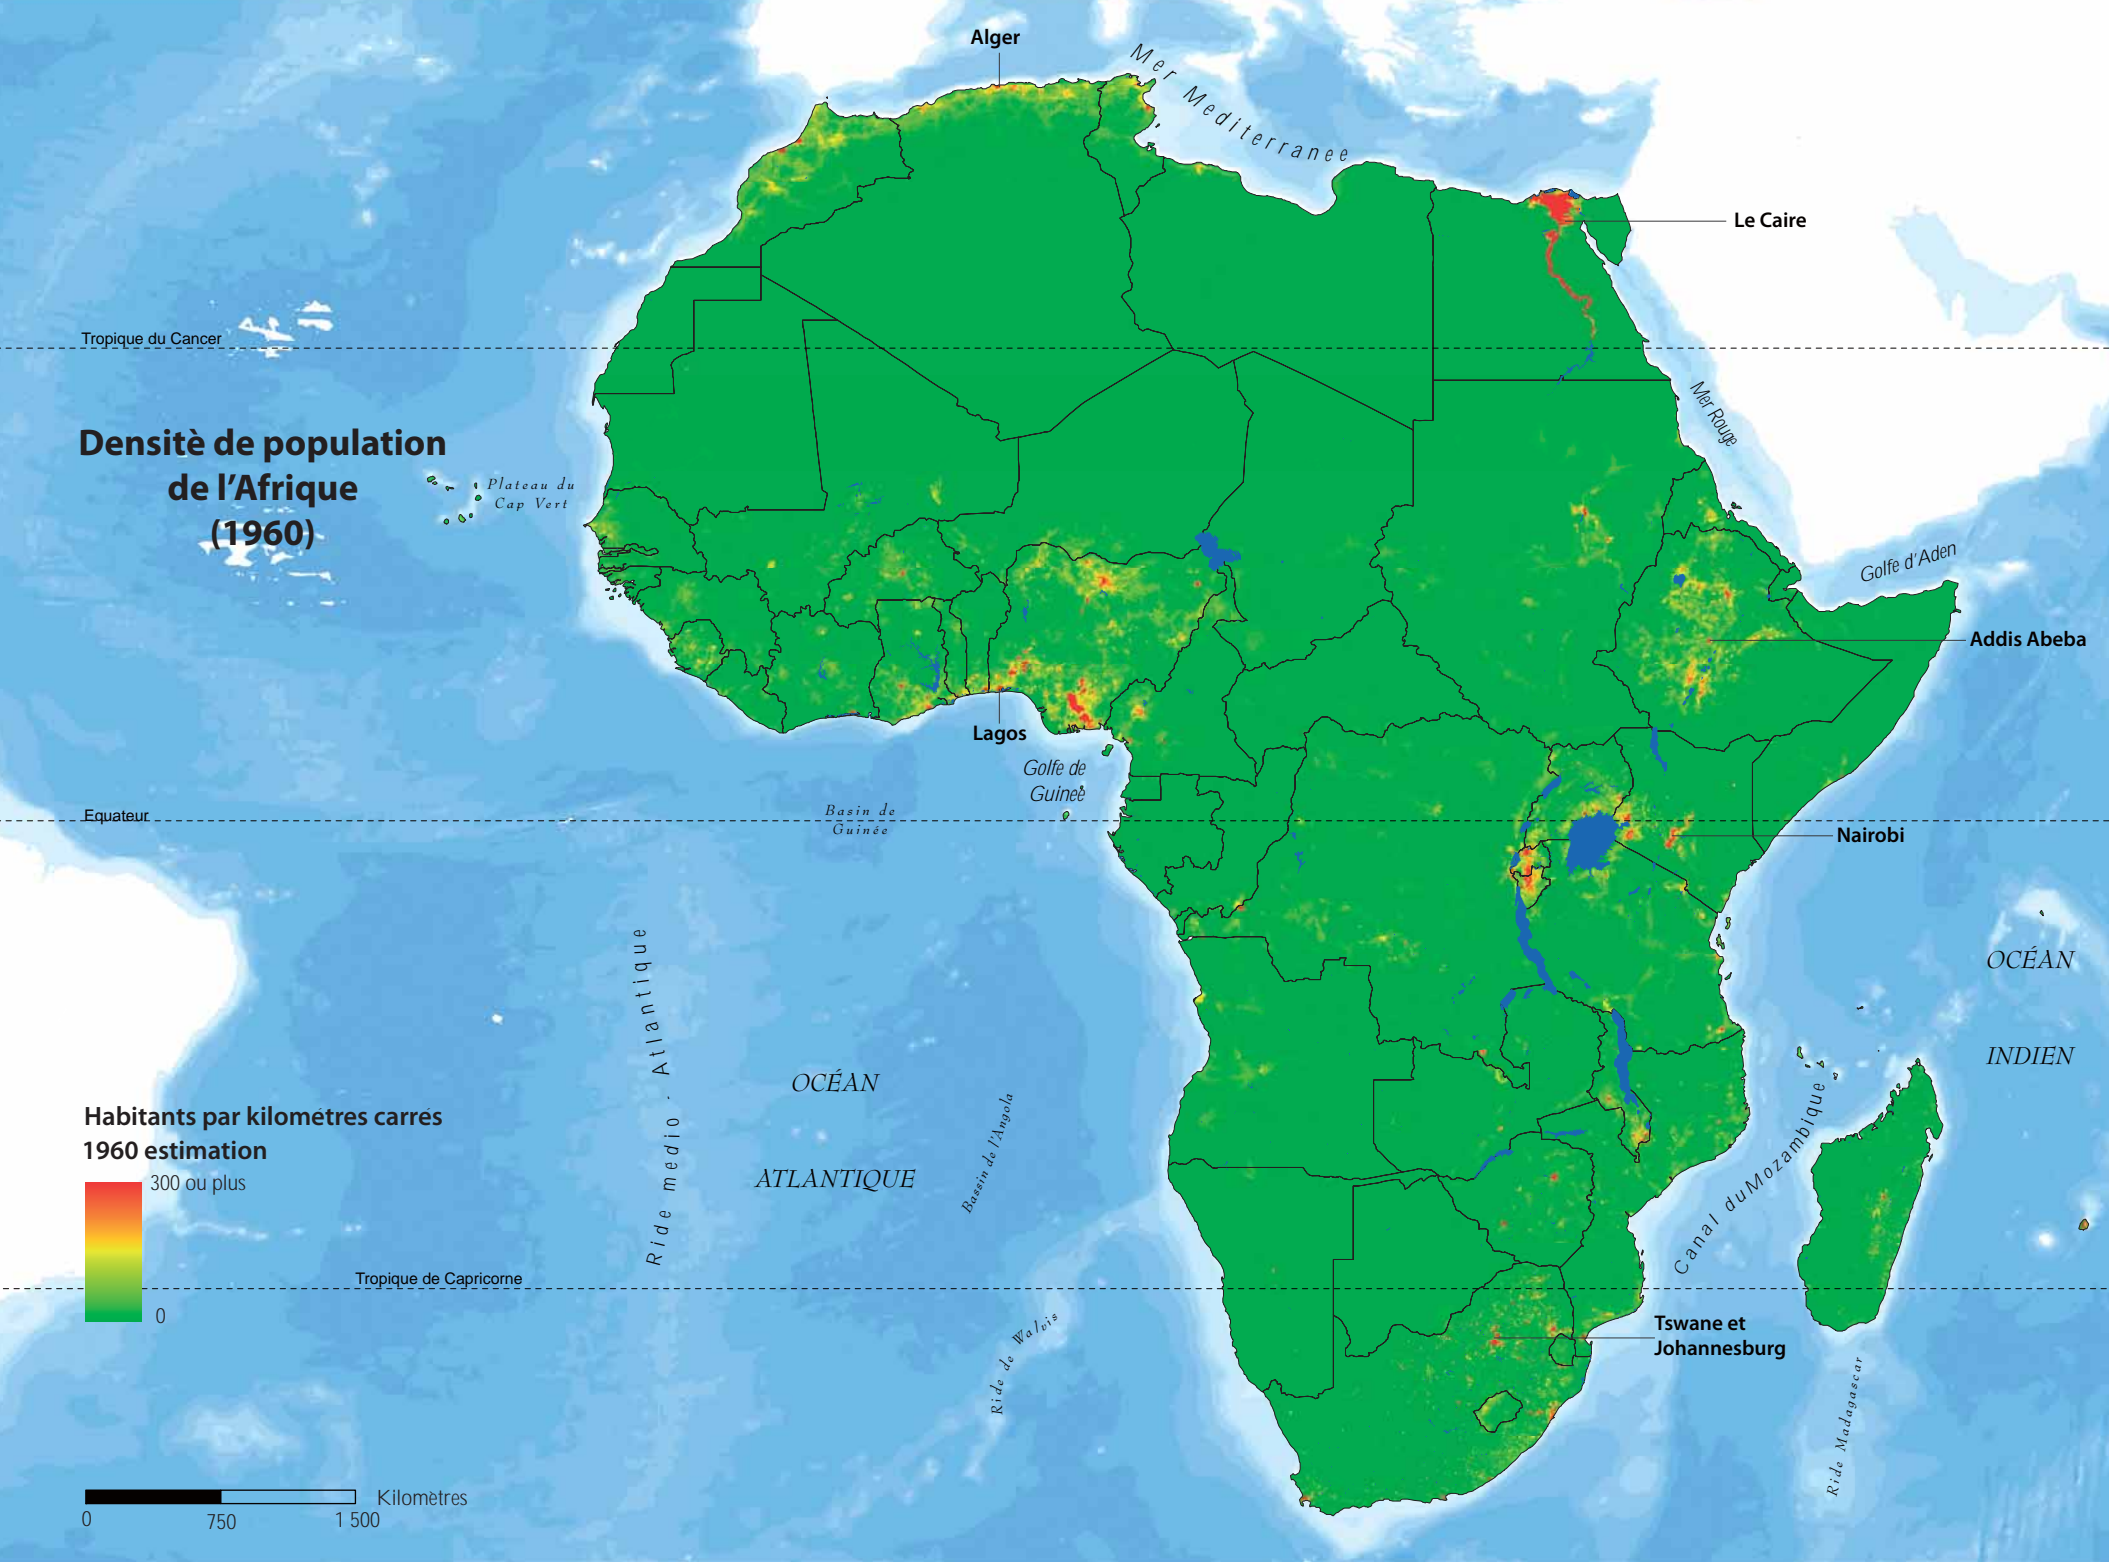 Alger
Mer Mediterranee
Le Caire
Tropique du Cancer
Mer Rouge
Densitè de population
de l'Afrique
(1960)
Plateau du
Cap Vert
Golfe d'Aden
Addis Abeba
Lagos
Golfe de
Guineé
Basin de
Guinée
Equateur
Nairobi
OCÉAN
INDIEN
Ride medio - Atlantique
OCÉAN
ATLANTIQUE
Bassin de l'Angola
Canal du Mozambique
Habitants par kilométres carrés
1960 estimation
300 ou plus
0
Tropique de Capricorne
Ride de Walvis
Tswane et
Johannesburg
Ride Madagascar
Kilomètres
0
750
1 500